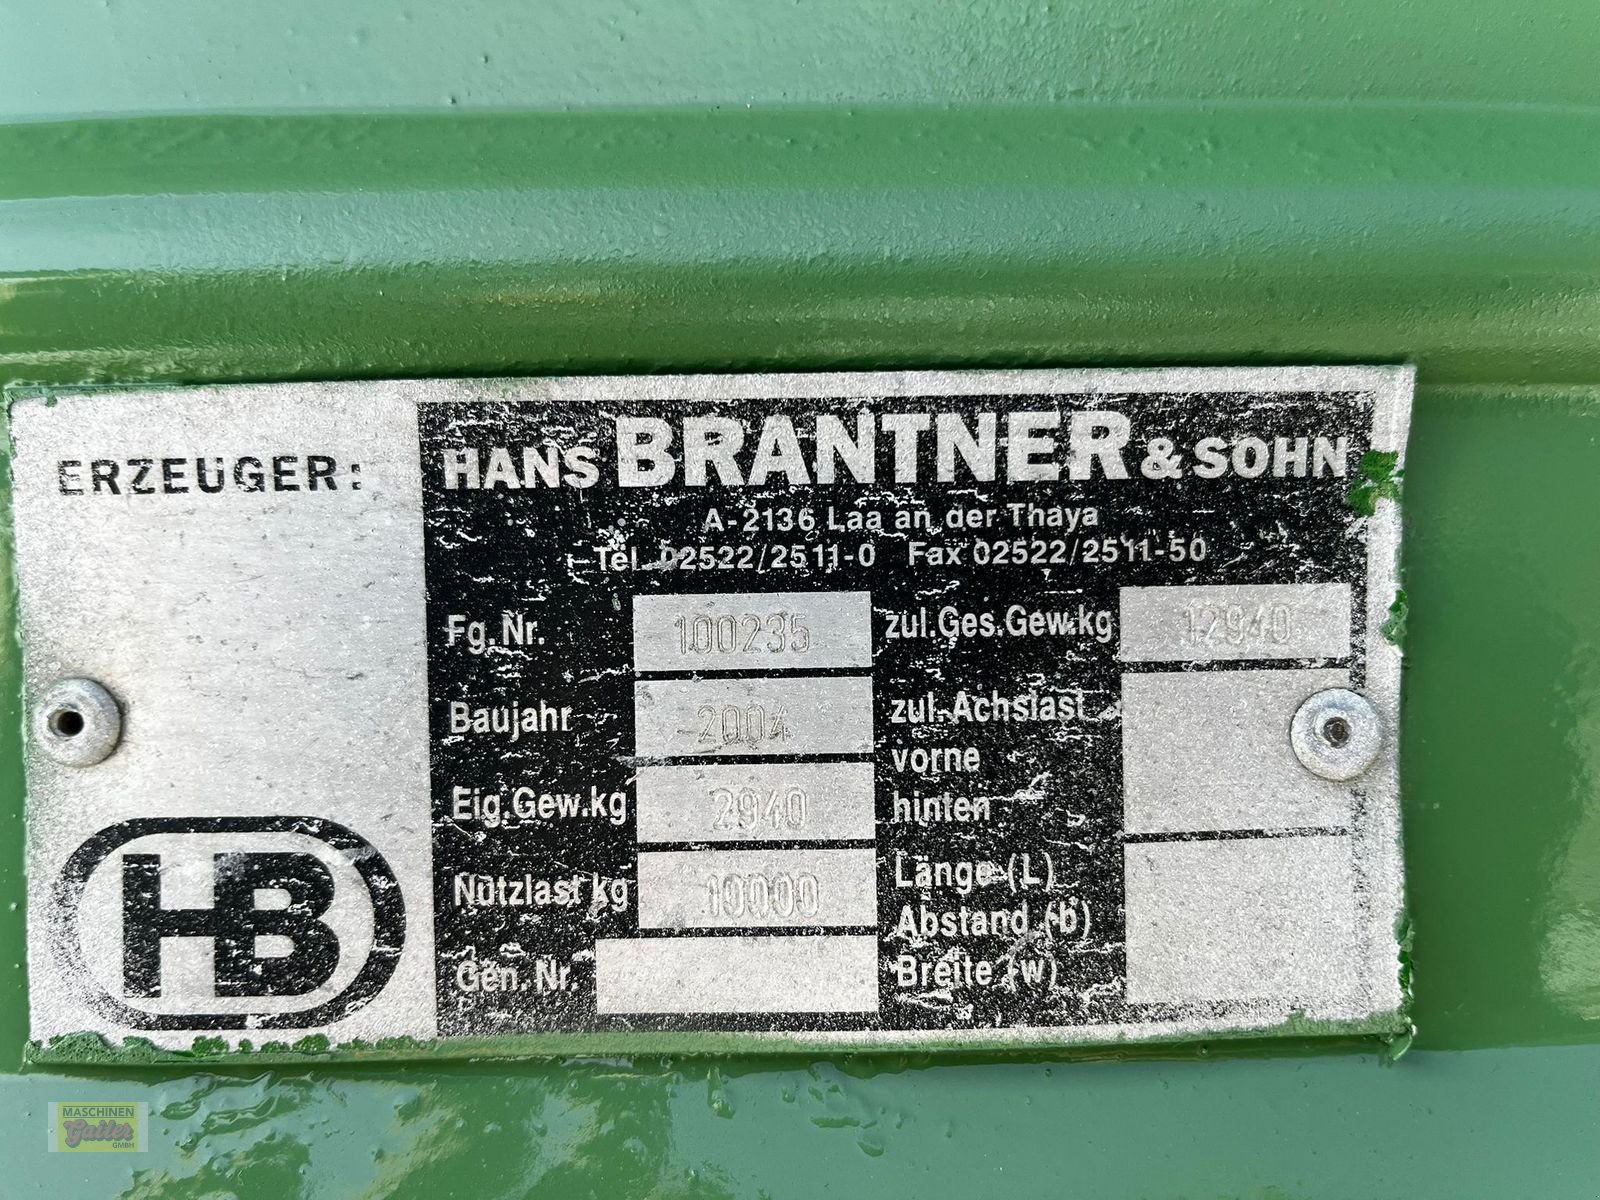 ERZEUGER:
HANS BRANTNER & SOHN
A-2136 Laa an der Thaya
Tel. 02522/2511-0 Fax 02522/2511-50
Fg.Nr. 100235
zul.Ges.Gew.kg 12940
Baujahr 2004
zul.Achslast
vorne
hinten
Eig.Gew.kg 2940
Nutzlast kg 10000
Länge (L)
Abstand (b)
Breite (w)
Gen.Nr.
HB
MASCHINEN
Gailer
GMBH